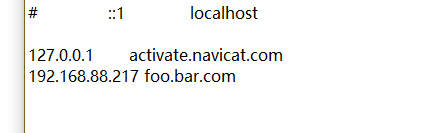 # ::1 localhost
127.0.0.1 activate.navicat.com
192.168.88.217 foo.bar.com